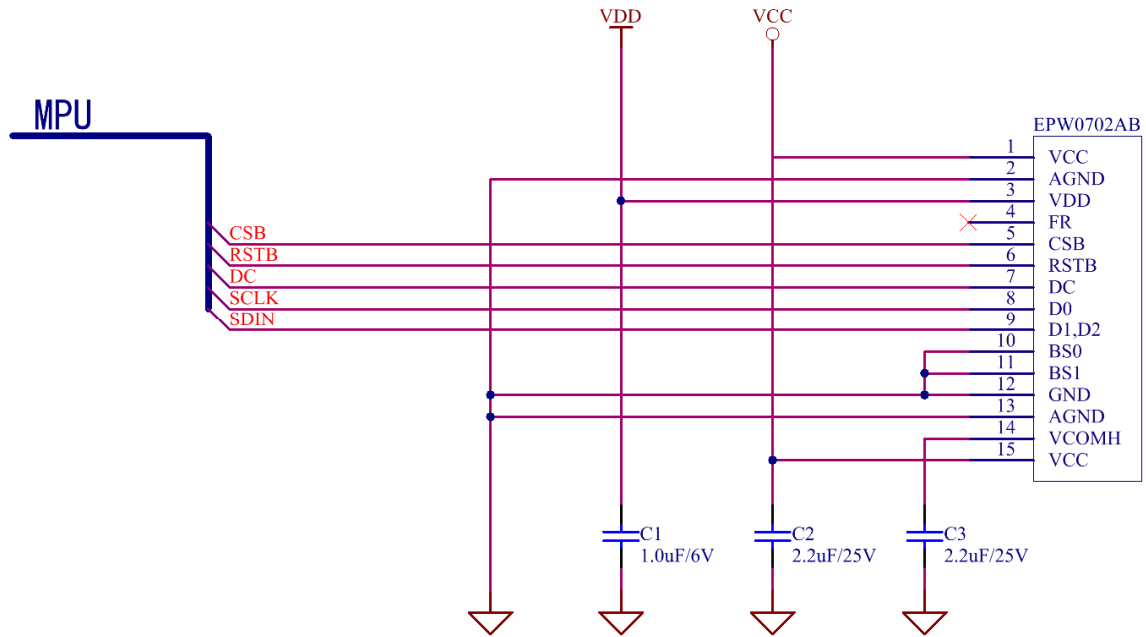 VDD
VCC
MPU
EPW0702AB
1 VCC
2 AGND
3 VDD
4 FR
CSB 5 CSB
RSTB 6 RSTB
DC 7 DC
SCLK 8 D0
SDIN 9 D1,D2
10 BS0
11 BS1
12 GND
13 AGND
14 VCOMH
15 VCC
C1
1.0uF/6V
C2
2.2uF/25V
C3
2.2uF/25V